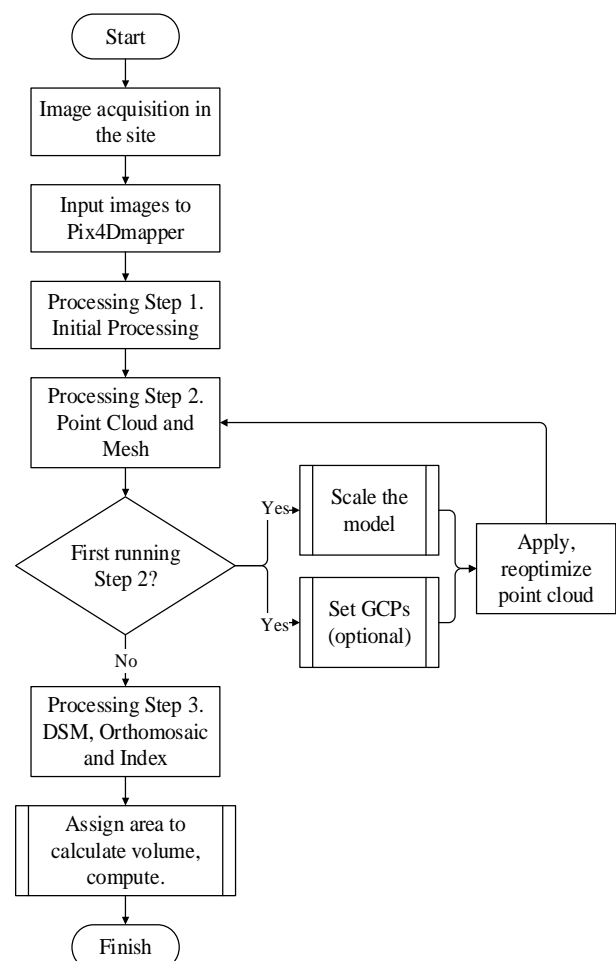 Start
Image acquisition in
the site
Input images to
Pix4Dmapper
Processing Step 1.
Initial Processing
Processing Step 2.
Point Cloud and
Mesh
First running
Step 2?
Yes
Scale the
model
Yes
Set GCPs
(optional)
Apply,
reoptimize
point cloud
No
Processing Step 3.
DSM, Orthomosaic
and Index
Assign area to
calculate volume,
compute.
Finish